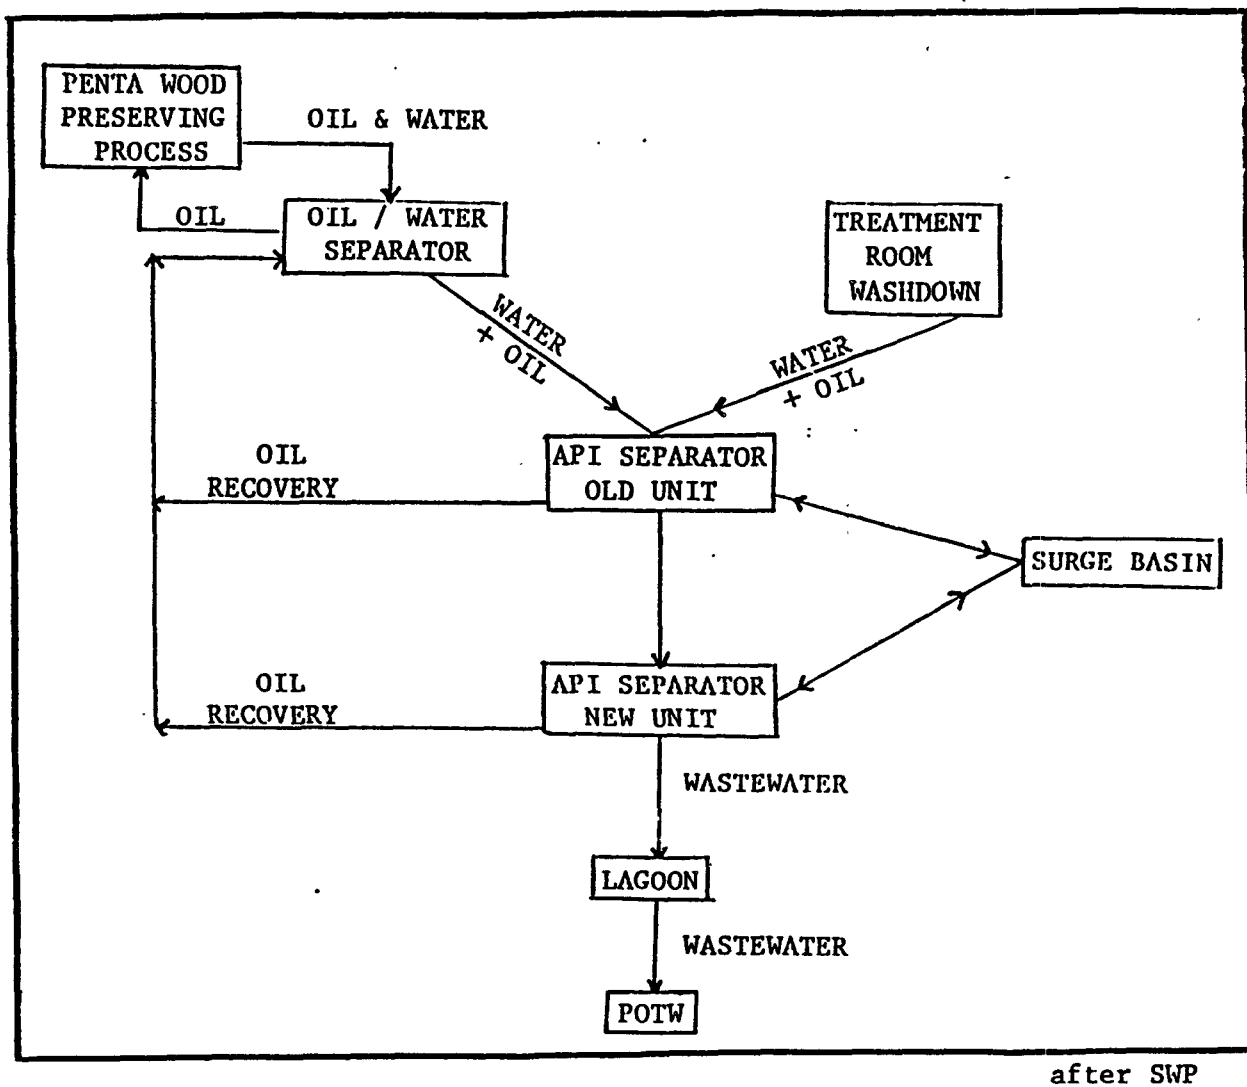 PENTA WOOD
PRESERVING
PROCESS
OIL & WATER
OIL
OIL / WATER
SEPARATOR
TREATMENT
ROOM
WASHDOWN
WATER
+ OIL
WATER
+ OIL
API SEPARATOR
OLD UNIT
OIL
RECOVERY
SURGE BASIN
API SEPARATOR
NEW UNIT
OIL
RECOVERY
WASTEWATER
LAGOON
WASTEWATER
POTW
after SWP